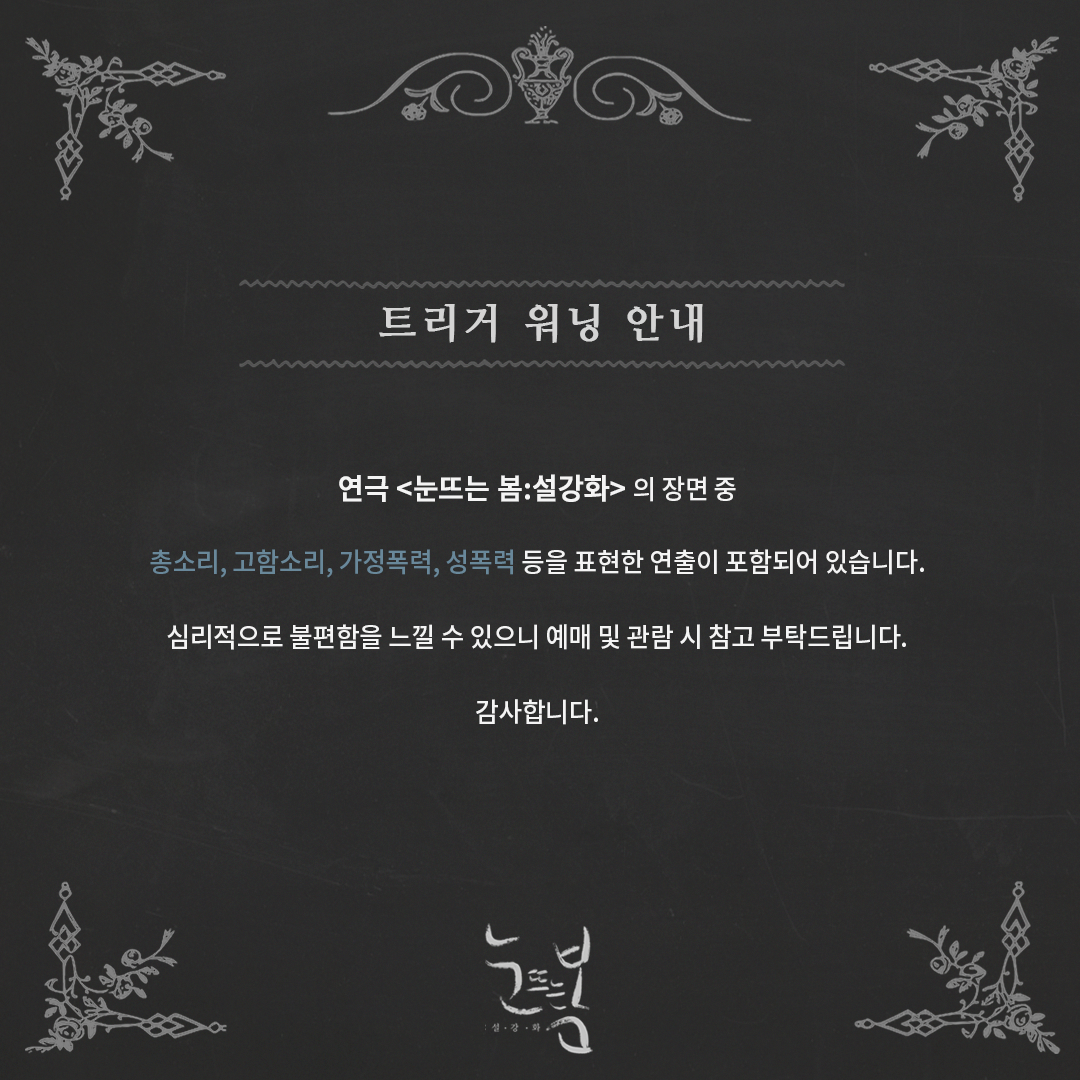 트리거 워닝 안내
연극 <눈뜨는 봄:설강화> 의 장면 중
총소리, 고함소리, 가정폭력, 성폭력 등을 표현한 연출이 포함되어 있습니다.
심리적으로 불편함을 느낄 수 있으니 예매 및 관람 시 참고 부탁드립니다.
감사합니다.
눈뜨는봄
:설·강·화